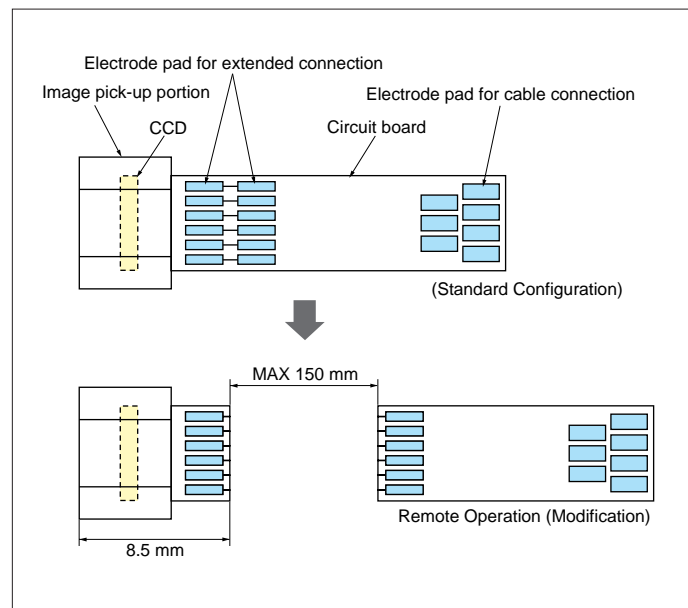 Electrode pad for extended connection
Image pick-up portion
Electrode pad for cable connection
CCD
Circuit board
(Standard Configuration)
MAX 150 mm
Remote Operation (Modification)
8.5 mm